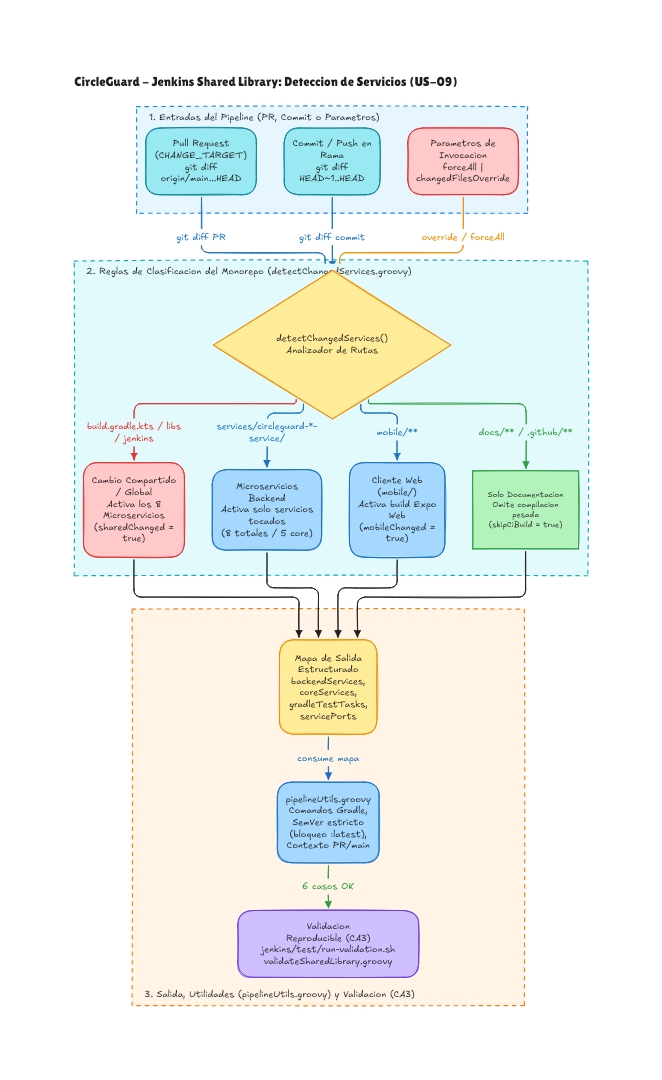 CircleGuard - Jenkins Shared Library: Deteccion de Servicios (US-09)
1. Entradas del Pipeline (PR, Commit o Parametros)
Pull Request
(CHANGE_TARGET)
git diff
origin/main...HEAD
Commit / Push en
Rama
git diff
HEAD~1..HEAD
Parametros de
Invocacion
forceAll |
changedFilesOverride
git diff PR
git diff commit
override / forceAll
2. Reglas de Clasificacion del Monorepo (detectChangedServices.groovy)
detectChangedServices()
Analizador de Rutas
build.gradle.kts / libs
/ jenkins
services/circleguard-*-
service/
mobile/**
docs/** / .github/**
Cambio Compartido
/ Global
Activa los 8
Microservicios
(sharedChanged =
true)
Microservicios
Backend
Activa solo servicios
tocados
(8 totales / 5 core)
Cliente Web
(mobile/)
Activa build Expo
Web
(mobileChanged =
true)
Solo Documentacion
Omite compilacion
pesada
(skipCiBuild = true)
Mapa de Salida
Estructurado
backendServices,
coreServices,
gradleTestTasks,
servicePorts
consume mapa
pipelineUtils.groovy
Comandos Gradle,
SemVer estricto
(bloqueo :latest),
Contexto PR/main
6 casos OK
Validacion
Reproducible (CA3)
jenkins/test/run-validation.sh
validateSharedLibrary.groovy
3. Salida, Utilidades (pipelineUtils.groovy) y Validacion (CA3)